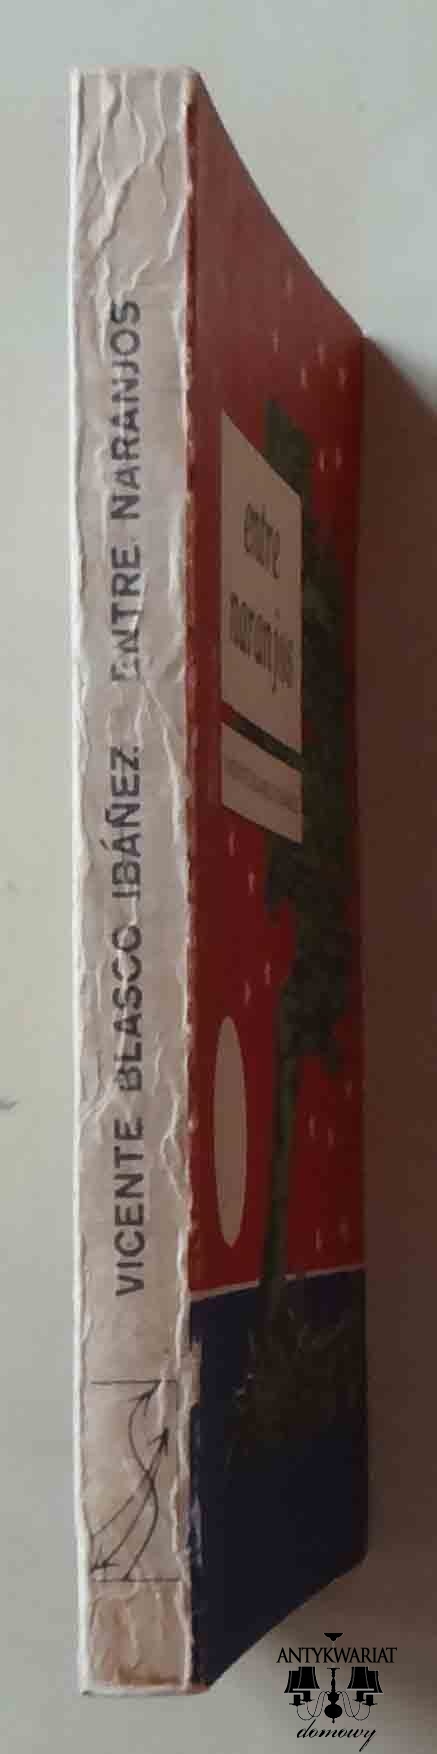 VICENTE BLASCO IBÁÑEZ ENTRE NARANJOS
entre
naranjos
ANTYKWARIAT
domowy